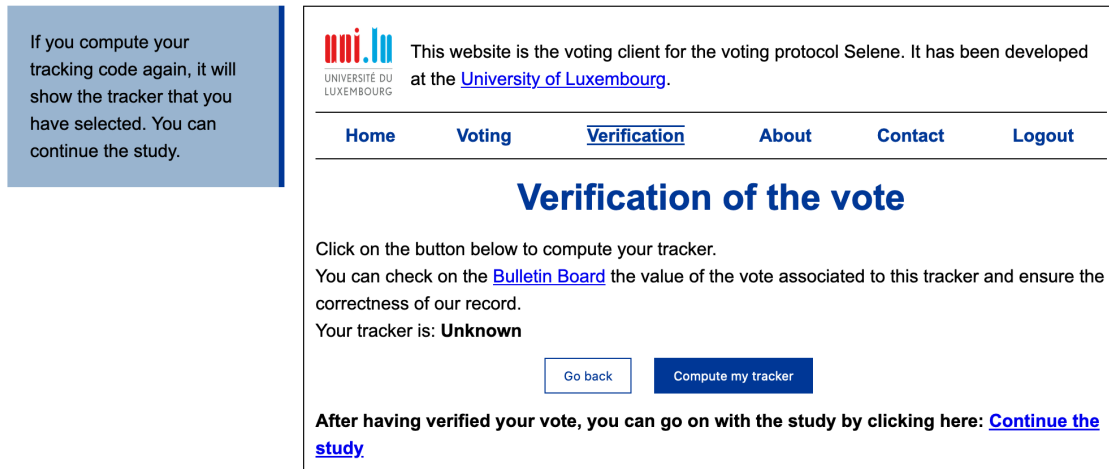 If you compute your
tracking code again, it will
show the tracker that you
have selected. You can
continue the study.
uni.lu
UNIVERSITÉ DU
LUXEMBOURG
This website is the voting client for the voting protocol Selene. It has been developed
at the University of Luxembourg.
Home Voting Verification About Contact Logout
Verification of the vote
Click on the button below to compute your tracker.
You can check on the Bulletin Board the value of the vote associated to this tracker and ensure the
correctness of our record.
Your tracker is: Unknown
Go back Compute my tracker
After having verified your vote, you can go on with the study by clicking here: Continue the
study